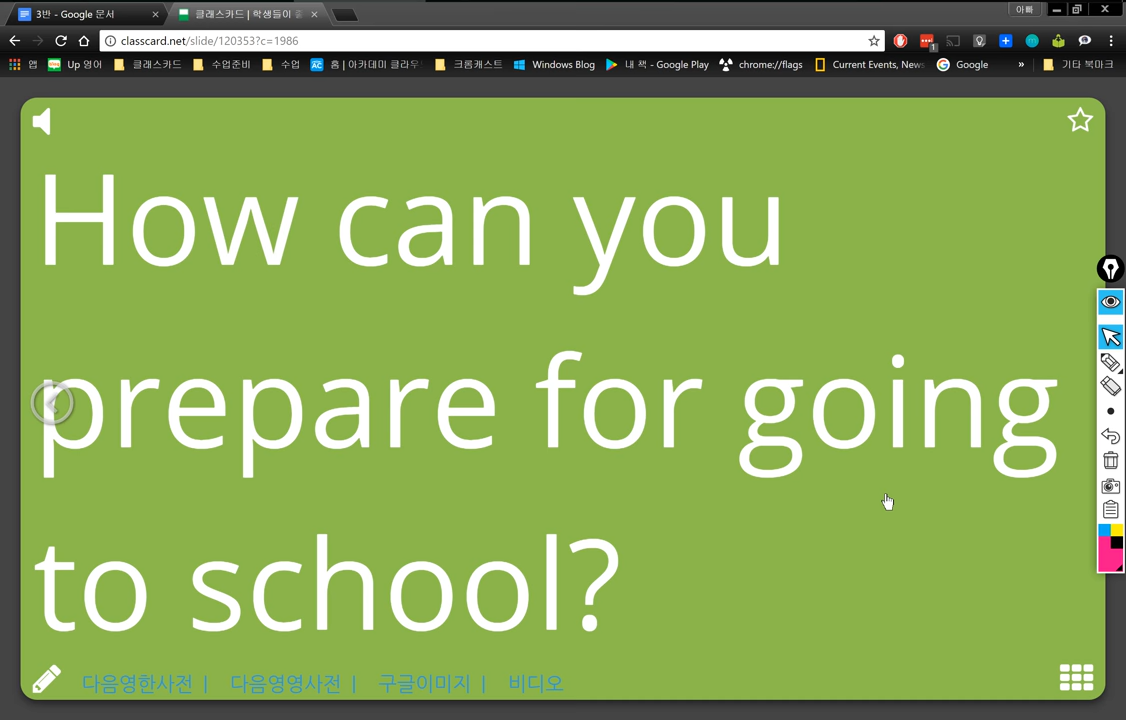 3반 - Google 문서
클래스카드 | 학생들이
아빠
classcard.net/slide/120353?c=1986
1
앱 Up 영어 클래스카드 수업준비 수업 홈 | 아카데미 클라우 크롬캐스트 Windows Blog 내 책 - Google Play chrome://flags Current Events, News Google » 기타 북마크
How can you
prepare for going
to school?
다음영한사전 | 다음영영사전 | 구글이미지 | 비디오